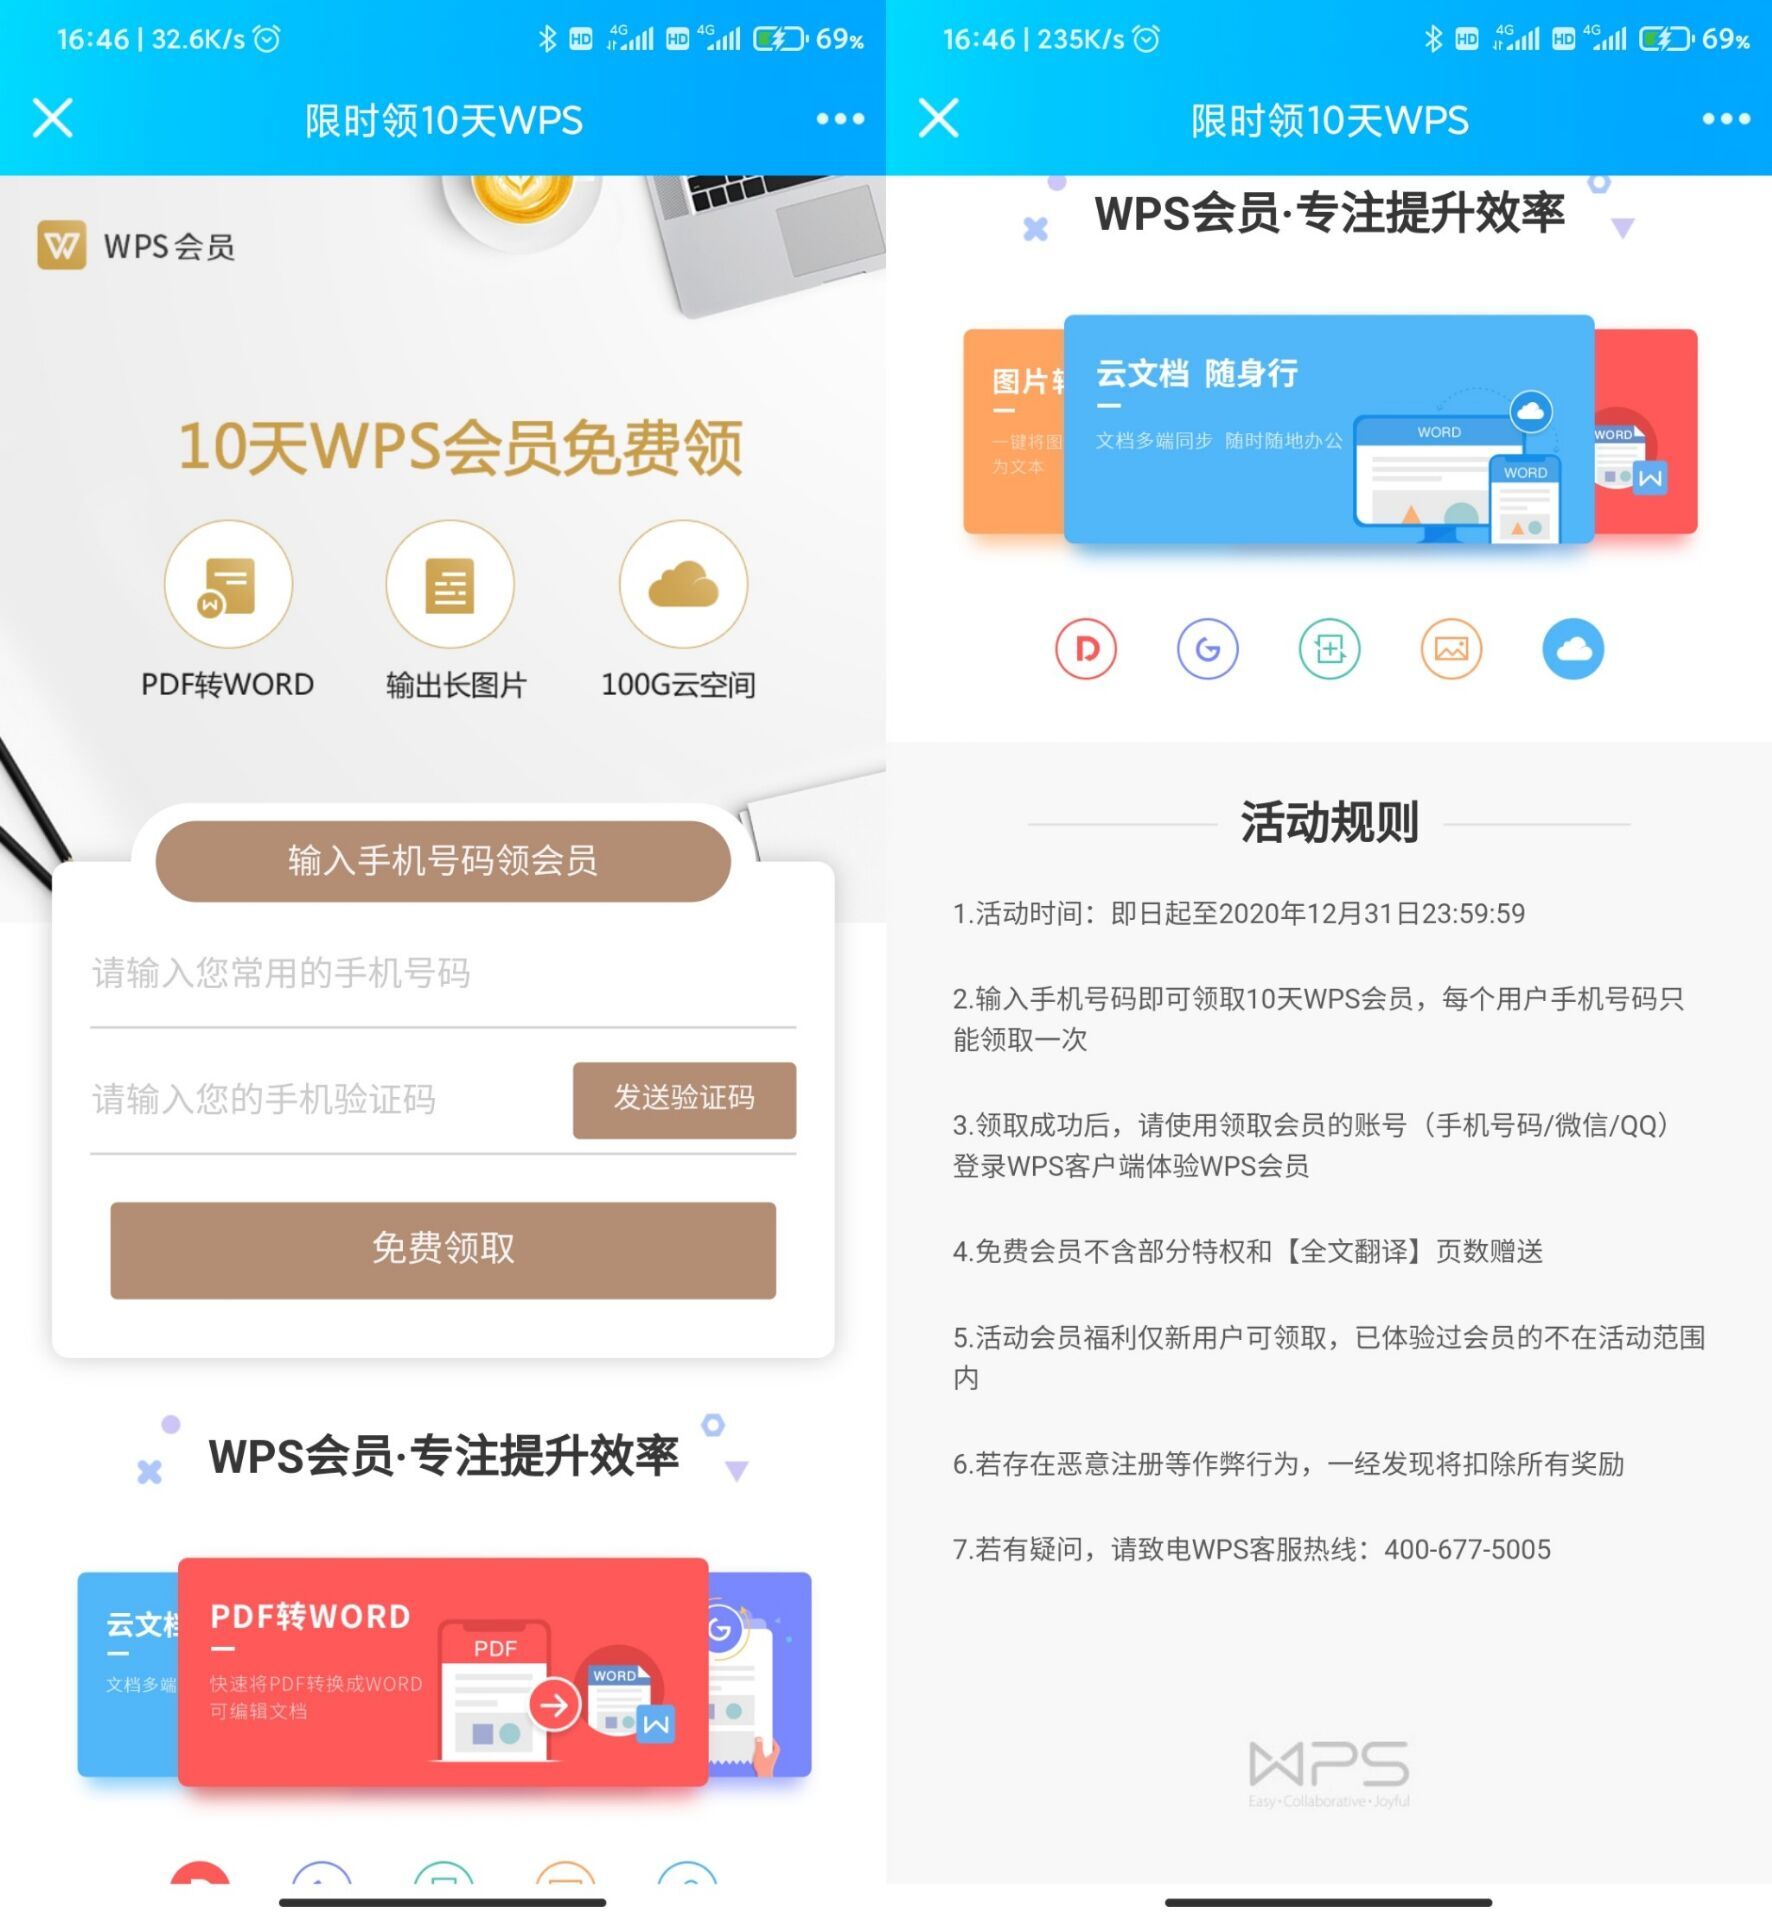 16:46 | 32.6K/s
HD 4G HD 4G 69%
限时领10天WPS
WPS会员
10天WPS会员免费领
PDF转WORD
输出长图片
100G云空间
输入手机号码领会员
请输入您常用的手机号码
请输入您的手机验证码
发送验证码
免费领取
WPS会员·专注提升效率
云文档
文档多端
PDF转WORD
快速将PDF转换成WORD
可编辑文档
PDF
WORD
16:46 | 235K/s
HD 4G HD 4G 69%
限时领10天WPS
WPS会员·专注提升效率
图片转
一键将图
为文本
云文档 随身行
文档多端同步 随时随地办公
WORD
WORD
WORD
活动规则
1.活动时间：即日起至2020年12月31日23:59:59
2.输入手机号码即可领取10天WPS会员，每个用户手机号码只
能领取一次
3.领取成功后，请使用领取会员的账号（手机号码/微信/QQ）
登录WPS客户端体验WPS会员
4.免费会员不含部分特权和【全文翻译】页数赠送
5.活动会员福利仅新用户可领取，已体验过会员的不在活动范围
内
6.若存在恶意注册等作弊行为，一经发现将扣除所有奖励
7.若有疑问，请致电WPS客服热线：400-677-5005
WPS
Easy·Collaborative·Joyful